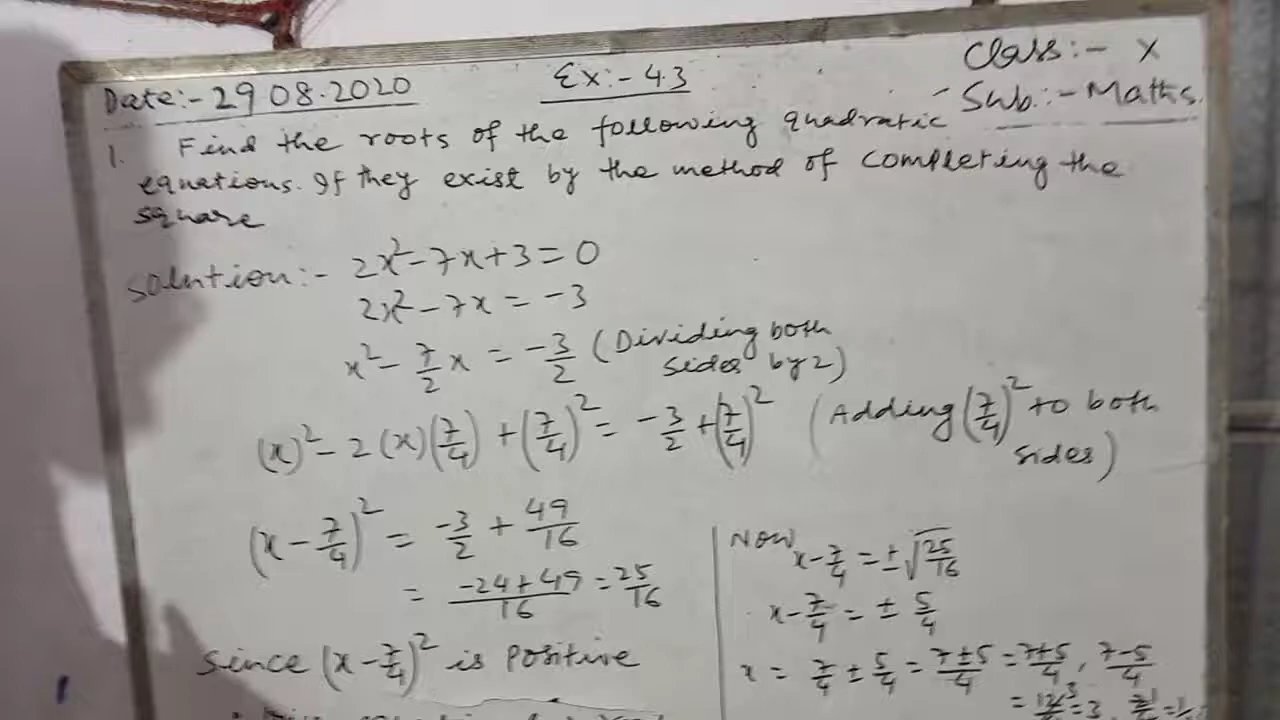 Date:- 29 08.2020
Ex:- 4.3
Class:- X
Sub:- Maths.
1. Find the roots of the following quadratic
equations. If they exist by the method of completing the
square
solution:- 2x² - 7x + 3 = 0
2x² - 7x = -3
x² - 7/2 x = -3/2 (Dividing both
sides by 2)
(x)² - 2(x)(7/4) + (7/4)² = -3/2 + (7/4)² (Adding (7/4)² to both
sides)
(x - 7/4)² = -3/2 + 49/16
= -24+49/16 = 25/16
since (x - 7/4)² is positive
Now
x - 7/4 = ± √25/16
x - 7/4 = ± 5/4
x = 7/4 ± 5/4 = 7±5/4 = 7+5/4, 7-5/4